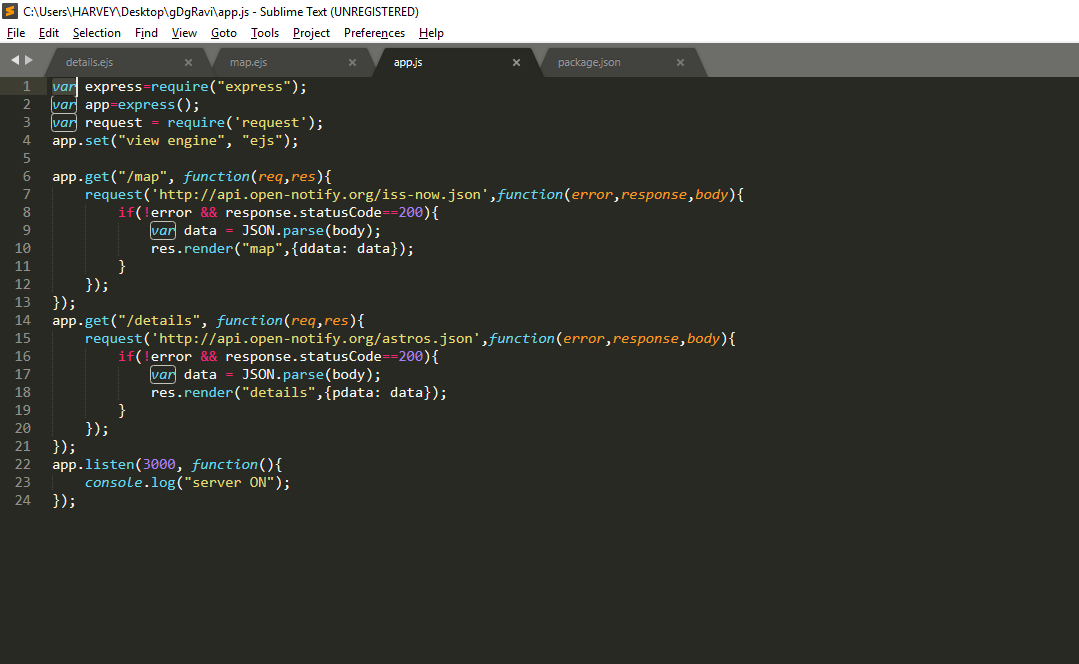 C:\Users\HARVEY\Desktop\gDgRavi\app.js - Sublime Text (UNREGISTERED)
File Edit Selection Find View Goto Tools Project Preferences Help
details.ejs × map.ejs × app.js × package.json ×
1 var express=require("express");
2 var app=express();
3 var request = require('request');
4 app.set("view engine", "ejs");
5
6 app.get("/map", function(req,res){
7 request('http://api.open-notify.org/iss-now.json',function(error,response,body){
8 if(!error && response.statusCode==200){
9 var data = JSON.parse(body);
10 res.render("map",{ddata: data});
11 }
12 });
13 });
14 app.get("/details", function(req,res){
15 request('http://api.open-notify.org/astros.json',function(error,response,body){
16 if(!error && response.statusCode==200){
17 var data = JSON.parse(body);
18 res.render("details",{pdata: data});
19 }
20 });
21 });
22 app.listen(3000, function(){
23 console.log("server ON");
24 });